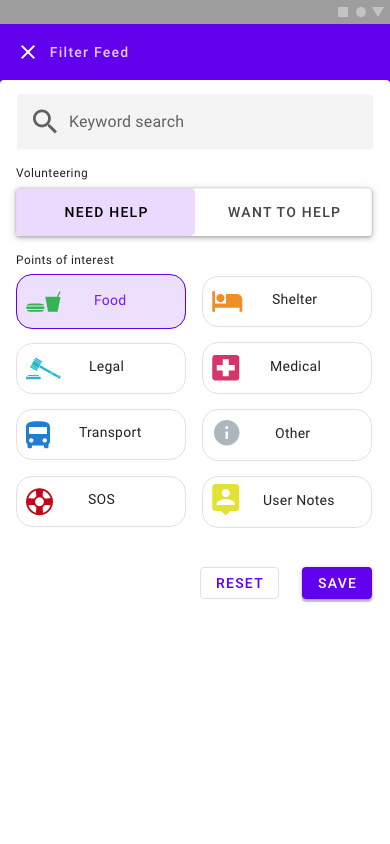 Filter Feed
Keyword search
Volunteering
NEED HELP WANT TO HELP
Points of interest
Food Shelter
Legal Medical
Transport Other
SOS User Notes
RESET SAVE